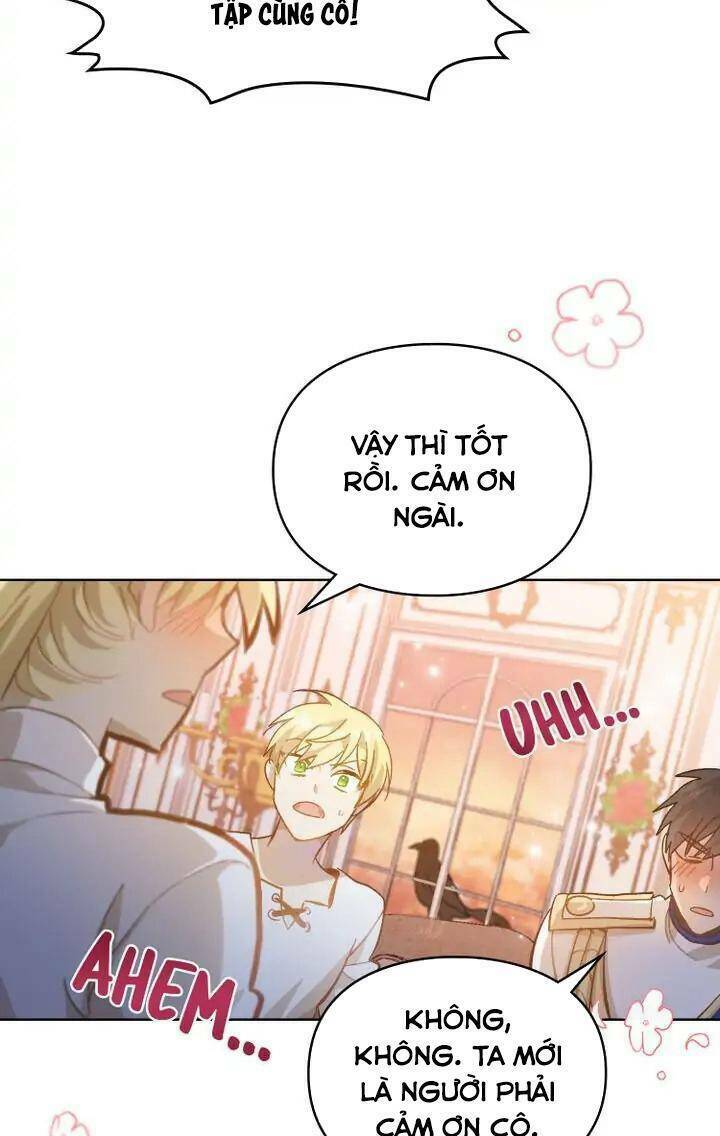 TẬP CÙNG CÔ!
VẬY THÌ TỐT
RỒI. CẢM ƠN
NGÀI.
UHH...
AHEM...
KHÔNG,
KHÔNG. TA MỚI
LÀ NGƯỜI PHẢI
CẢM ƠN CÔ.